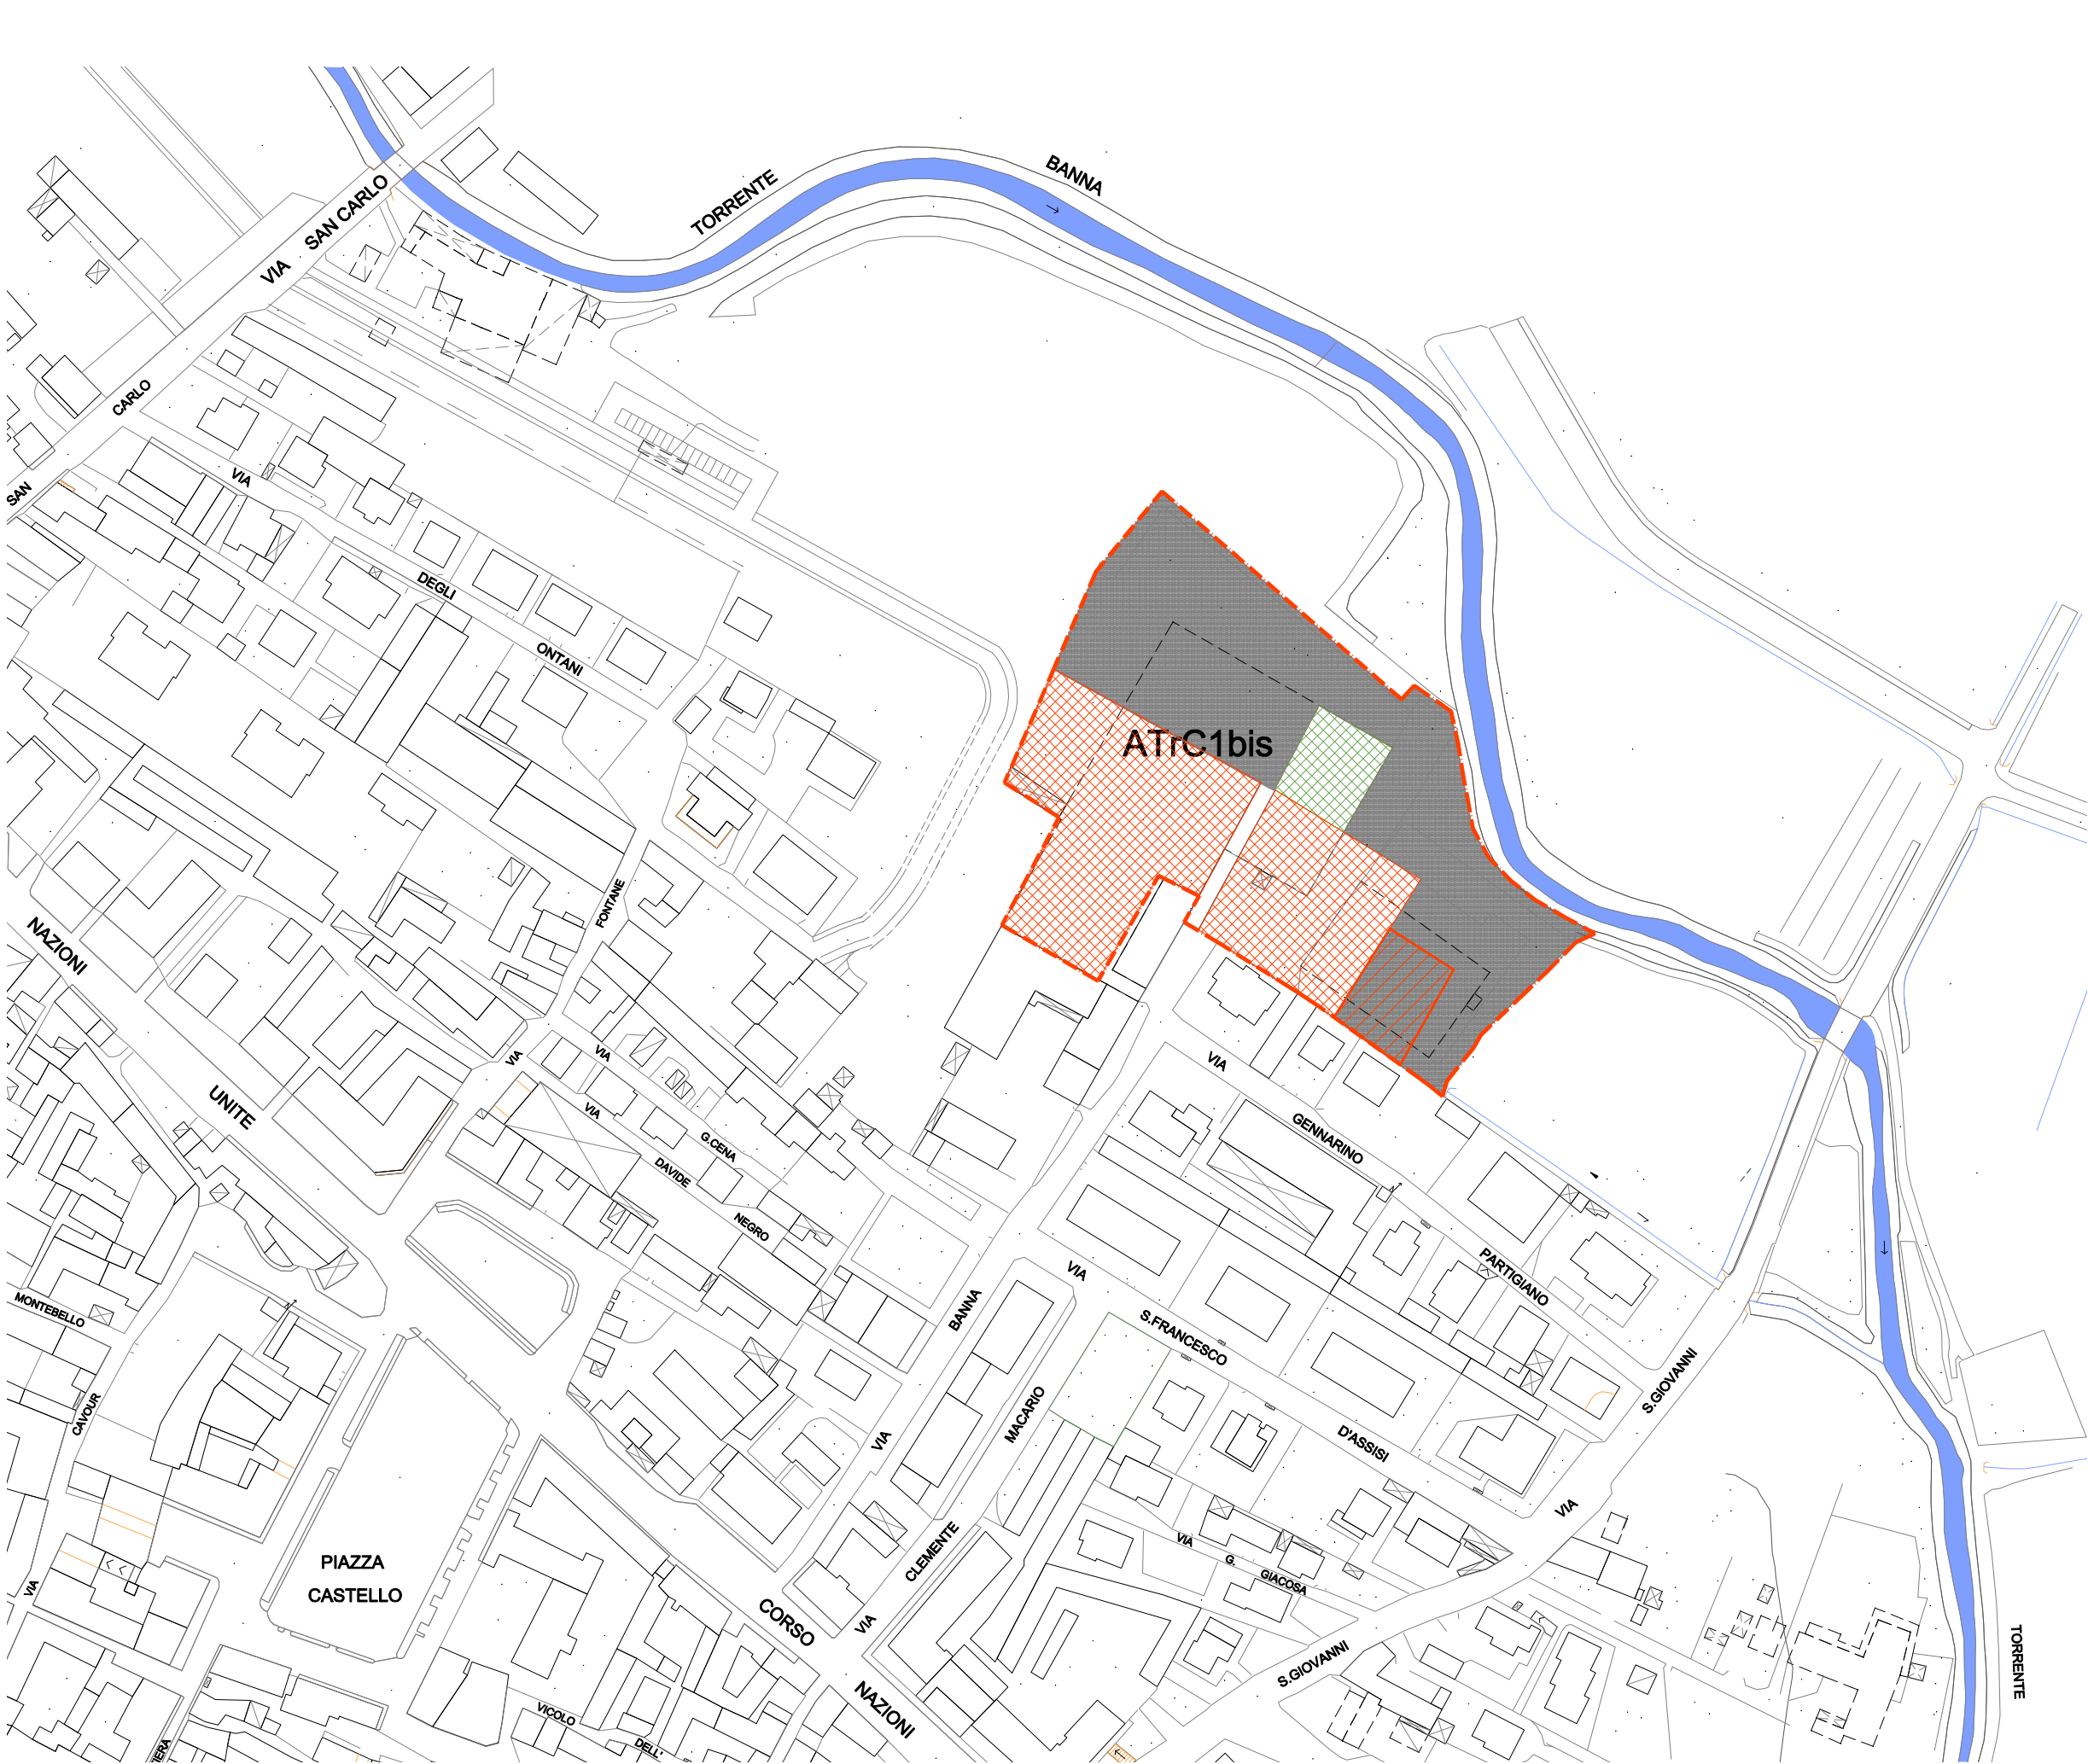 BANNA
TORRENTE
SAN CARLO
VIA
CARLO
VIA
SAN
DEGLI
ONTANI
ATrC1bis
FONTANE
NAZIONI
VIA
VIA
VIA
UNITE
VIA
GENNARINO
G.CENA
DAVIDE
NEGRO
PARTIGIANO
VIA
MONTEBELLO
BANNA
S.FRANCESCO
S.GIOVANNI
CAVOUR
MACARIO
VIA
D'ASSISI
VIA
PIAZZA
CASTELLO
CLEMENTE
VIA
G.
GIACOSA
VIA
CORSO
VIA
S.GIOVANNI
TORRENTE
NAZIONI
VICOLO
DELL'